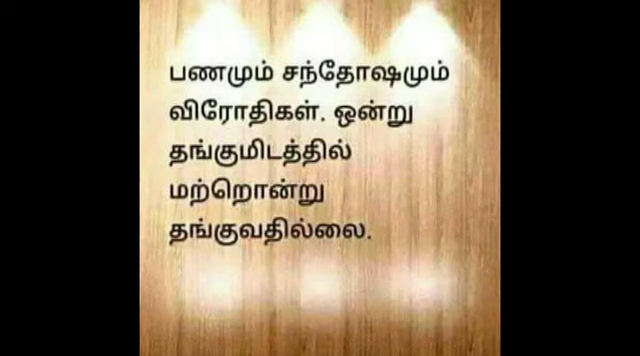 பணமும் சந்தோஷமும்
விரோதிகள். ஒன்று
தங்குமிடத்தில்
மற்றொன்று
தங்குவதில்லை.